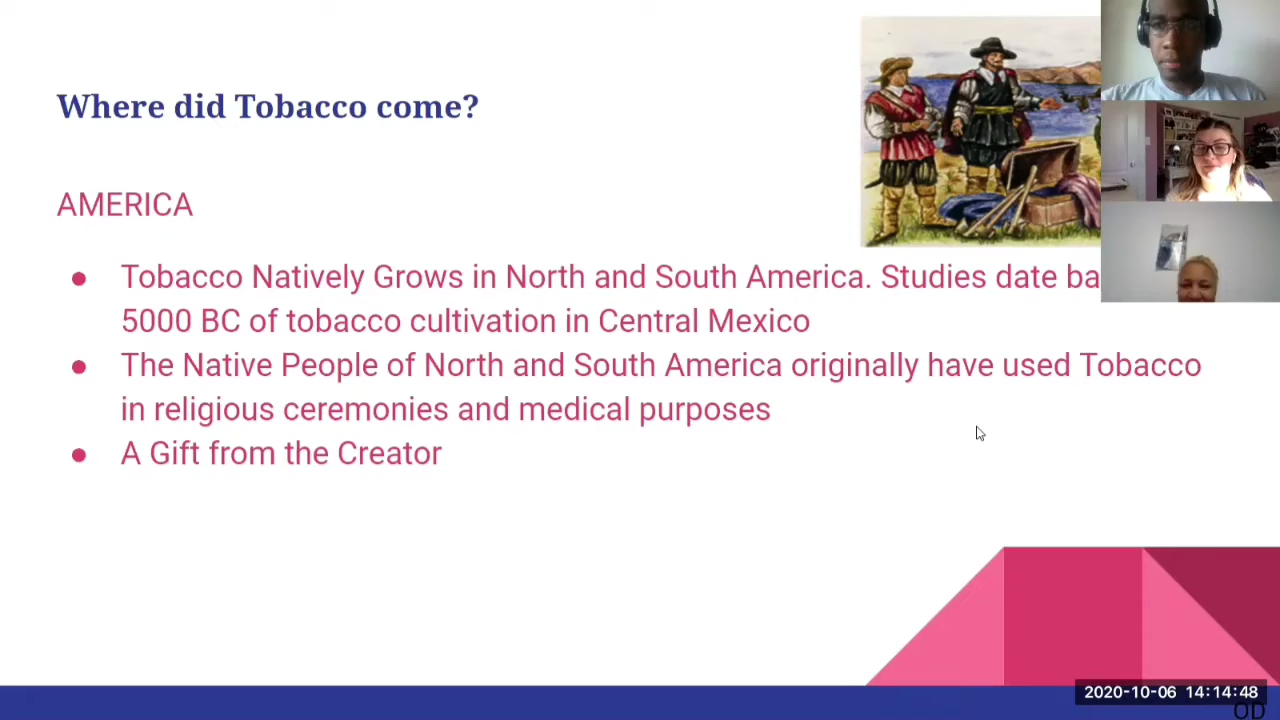 Where did Tobacco come?
AMERICA
● Tobacco Natively Grows in North and South America. Studies date ba
5000 BC of tobacco cultivation in Central Mexico
● The Native People of North and South America originally have used Tobacco
in religious ceremonies and medical purposes
● A Gift from the Creator
2020-10-06 14:14:48
OD